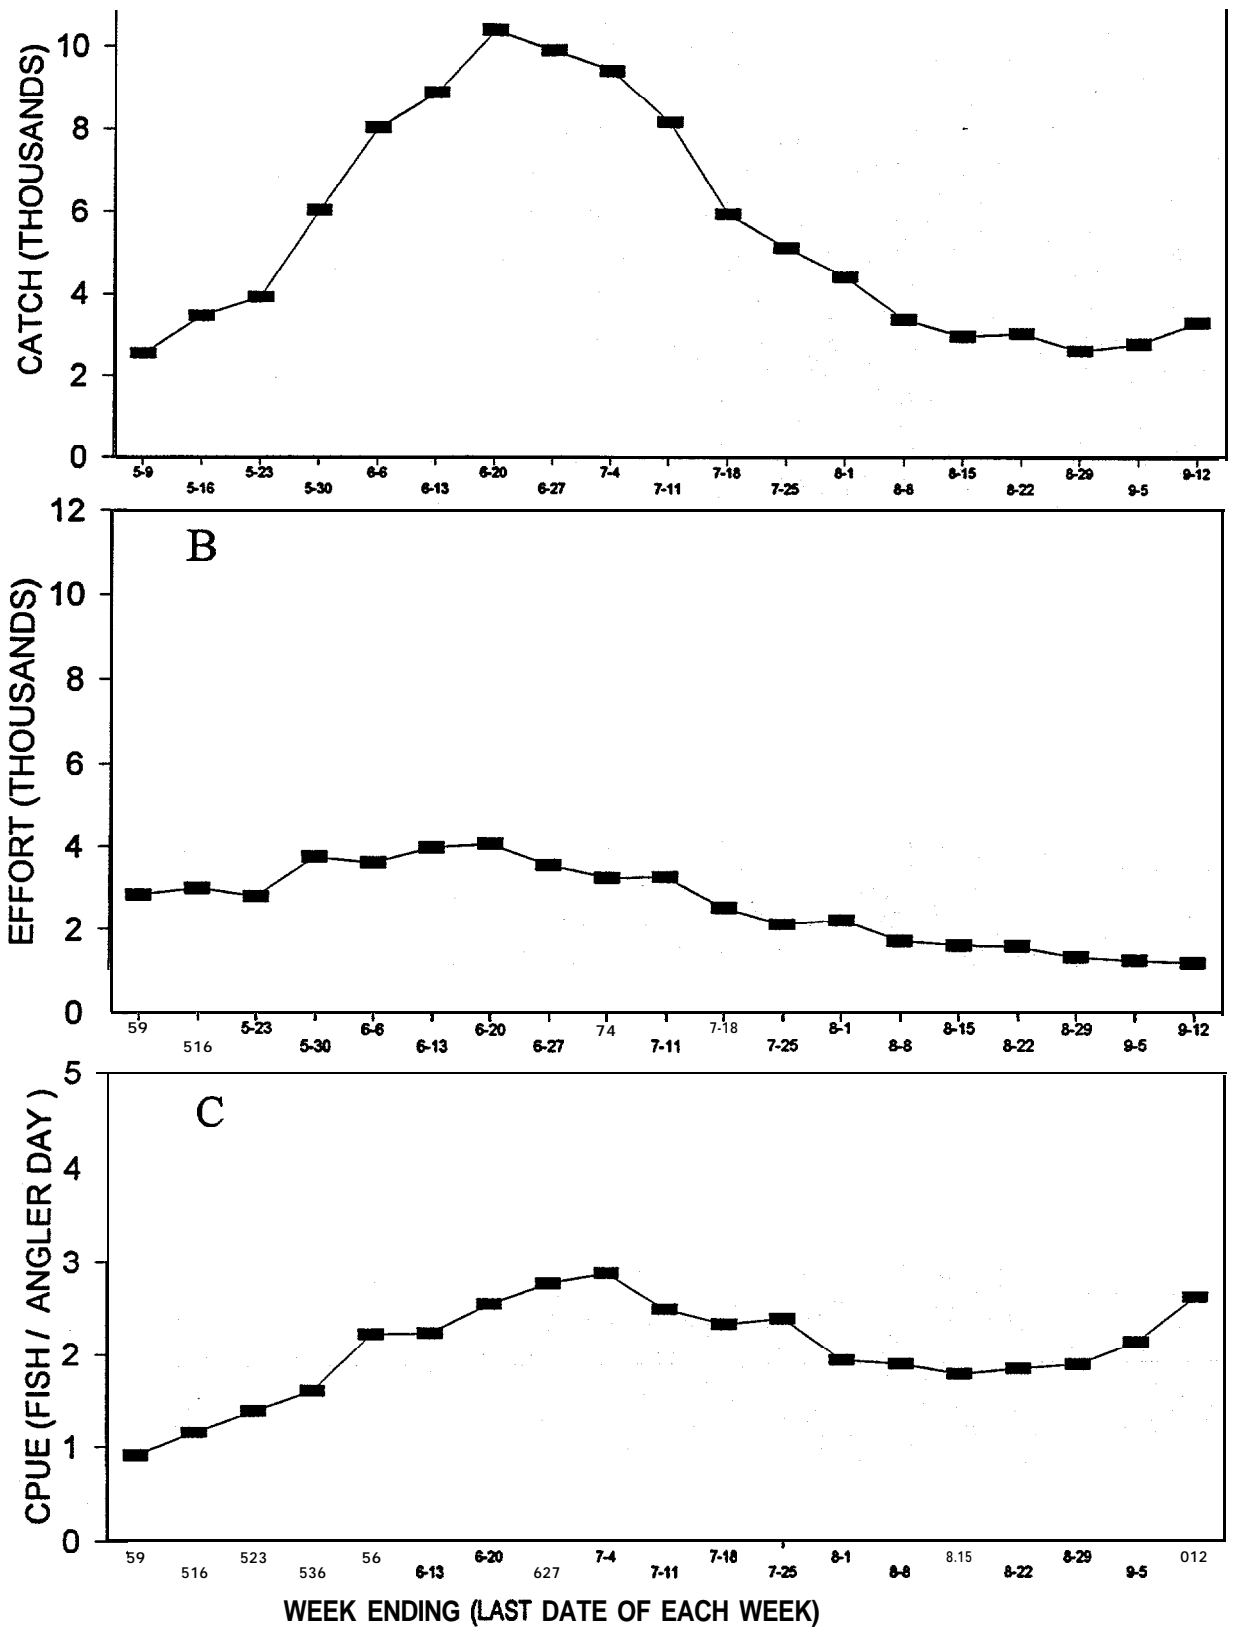 CATCH (THOUSANDS)
10
8
6
4
2
0
5-9 5-23 6-6 6-20 7-4 7-18 8-1 8-15 8-29 9-12
5-16 5-30 6-13 6-27 7-11 7-25 8-8 8-22 9-5
B
EFFORT (THOUSANDS)
12
10
8
6
4
2
0
59 5-23 6-6 6-20 74 7-18 8-1 8-15 8-29 9-12
516 5-30 6-13 6-27 7-11 7-25 8-8 8-22 9-5
C
CPUE (FISH / ANGLER DAY)
5
4
3
2
1
0
59 523 56 6-20 7-4 7-18 8-1 8.15 8-29 012
516 536 6-13 627 7-11 7-25 8-8 8-22 9-5
WEEK ENDING (LAST DATE OF EACH WEEK)